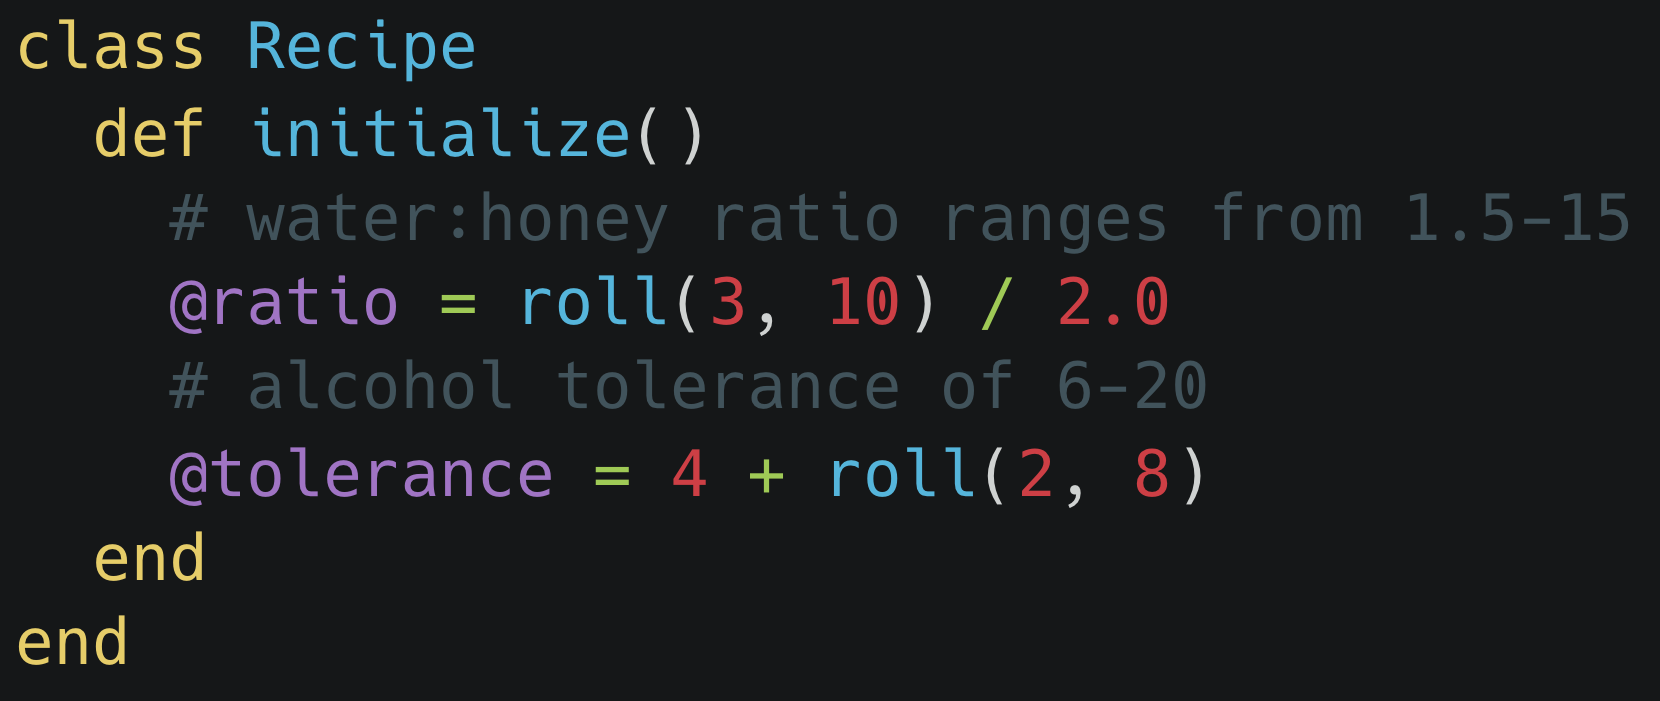 class Recipe
  def initialize()
    # water:honey ratio ranges from 1.5-15
    @ratio = roll(3, 10) / 2.0
    # alcohol tolerance of 6-20
    @tolerance = 4 + roll(2, 8)
  end
end